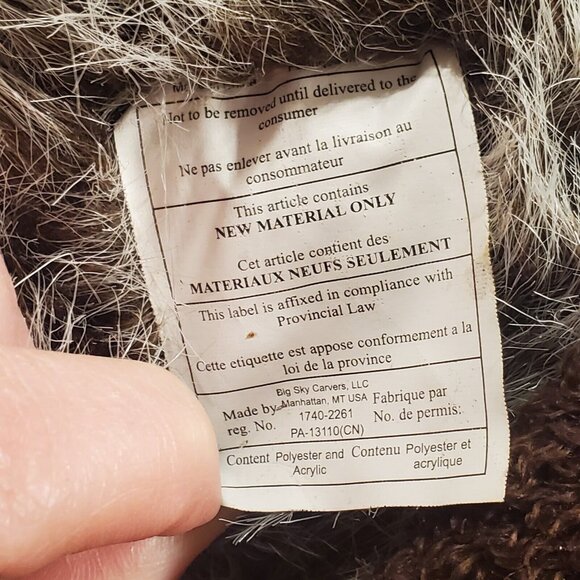 Not to be removed until delivered to the
consumer
Ne pas enlever avant la livraison au
consommateur
This article contains
NEW MATERIAL ONLY
Cet article contient des
MATERIAUX NEUFS SEULEMENT
This label is affixed in compliance with
Provincial Law
Cette etiquette est appose conformement a la
loi de la province
Big Sky Carvers, LLC
Made by Manhattan, MT USA Fabrique par
reg. No. 1740-2261 No. de permis:
PA-13110(CN)
Content Polyester and Contenu Polyester et
Acrylic acrylique